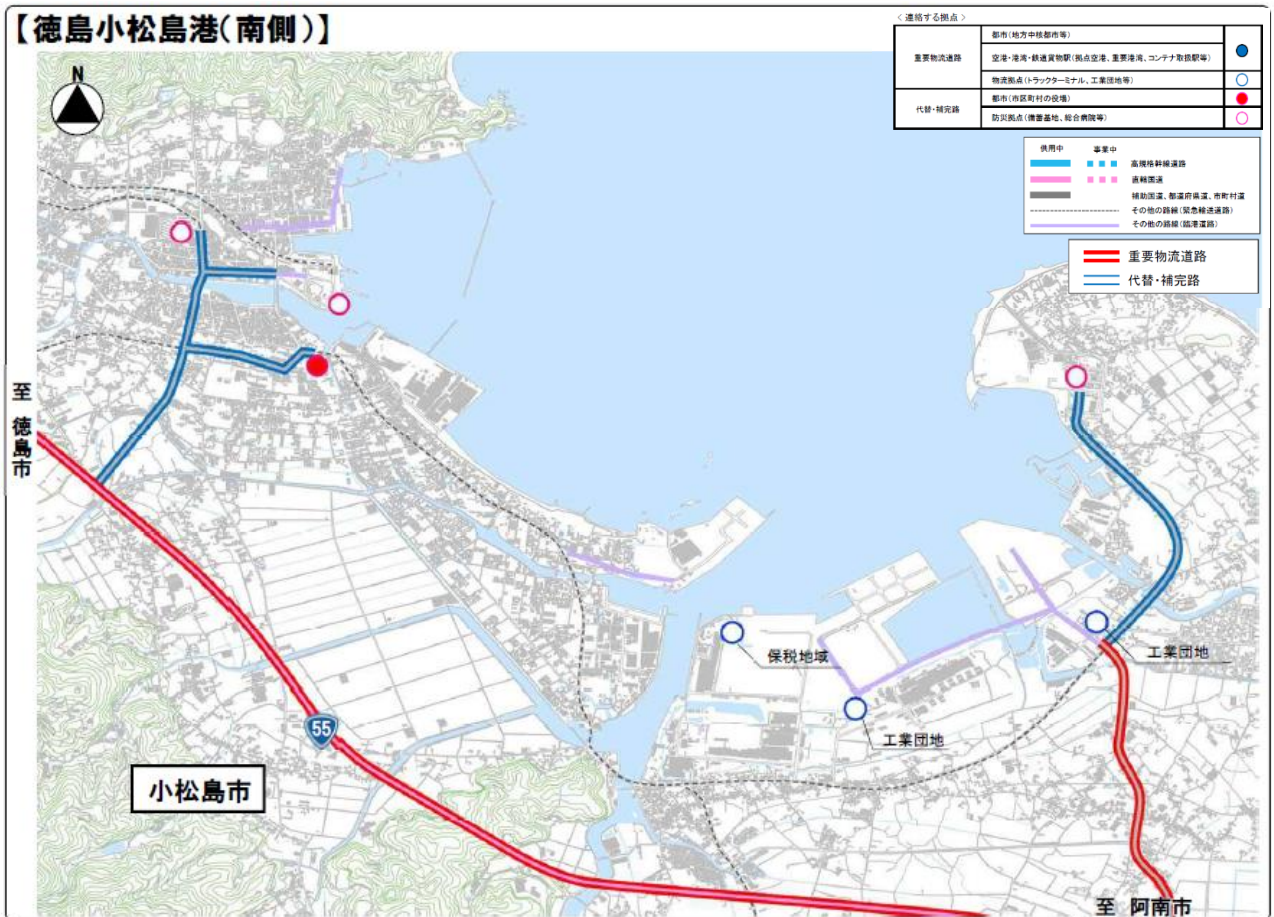 【徳島小松島港(南側)】
N
〈連結する拠点〉
重要物流道路
都市(地方中核都市等)
空港・港湾・鉄道貨物駅(拠点空港、重要港湾、コンテナ取扱駅等)
物流拠点(トラックターミナル、工業団地等)
代替・補完路
都市(市区町村の役場)
防災拠点(備蓄基地、総合病院等)
供用中 事業中
高規格幹線道路
直轄国道
補助国道、都道府県道、市町村道
その他の路線(緊急輸送道路)
その他の路線(臨港道路)
重要物流道路
代替・補完路
至 徳島市
保税地域
工業団地
工業団地
55
小松島市
至 阿南市